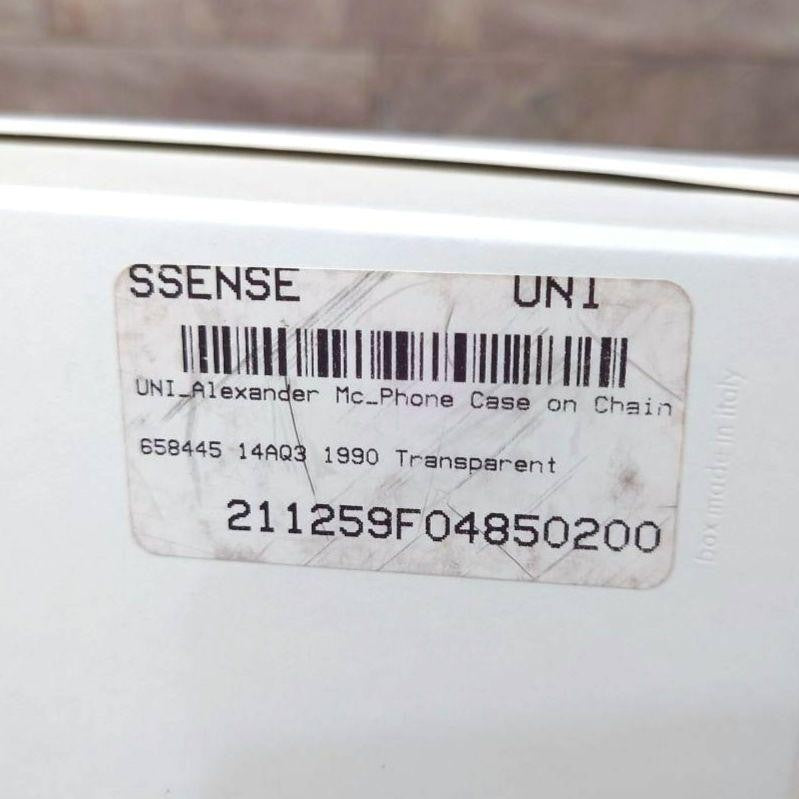 SSENSE UNI
UNI_Alexander Mc_Phone Case on Chain
658445 14AQ3 1990 Transparent
211259F04850200
box made in italy